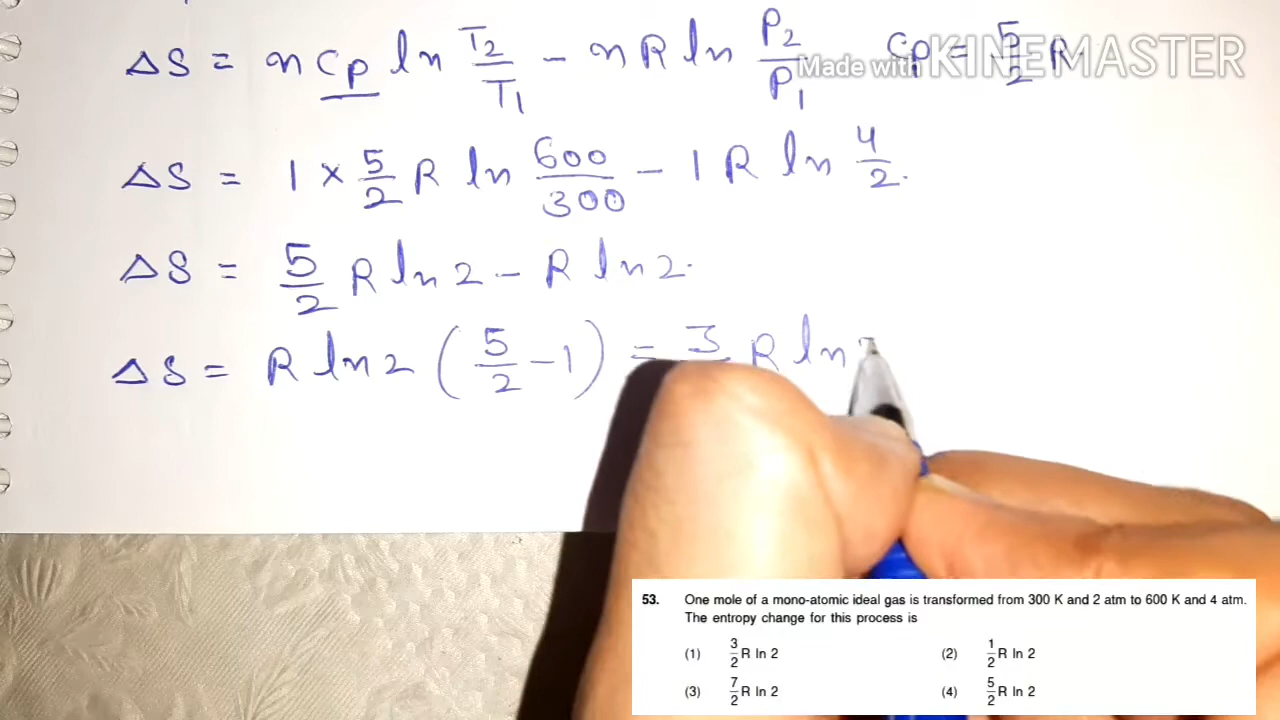 ΔS = n Cp ln T2/T1 - n R ln P2/P1 Cp = 5/2 R
Made with KINEMASTER
ΔS = 1 × 5/2 R ln 600/300 - 1 R ln 4/2.
ΔS = 5/2 R ln 2 - R ln 2.
ΔS = R ln 2 (5/2 - 1) = 3 R ln
53. One mole of a mono-atomic ideal gas is transformed from 300 K and 2 atm to 600 K and 4 atm.
The entropy change for this process is
(1) 3/2 R ln 2 (2) 1/2 R ln 2
(3) 7/2 R ln 2 (4) 5/2 R ln 2